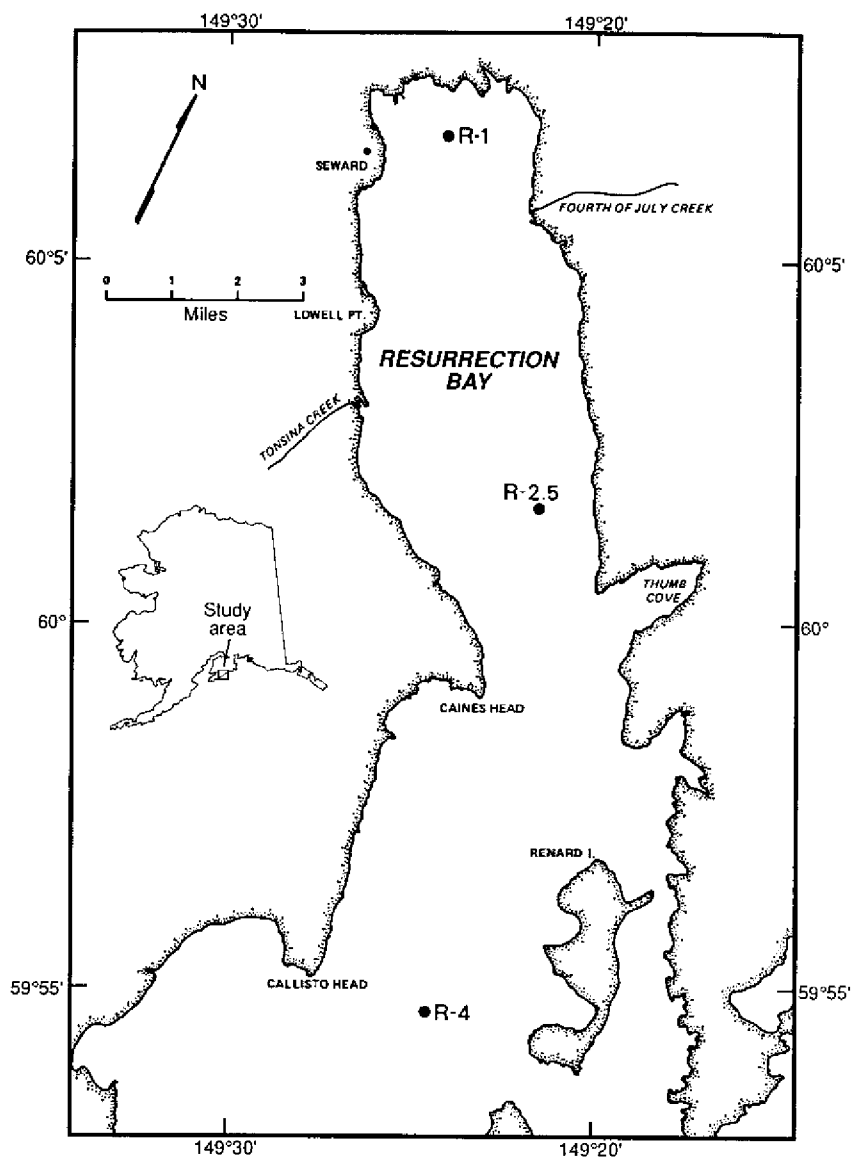 149°30'
149°20'
N
R-1
SEWARD
FOURTH OF JULY CREEK
60°5'
60°5'
0 1 2 3
Miles
LOWELL PT.
RESURRECTION
BAY
TONSINA CREEK
R-2.5
THUMB
COVE
Study
area
60°
60°
CAINES HEAD
RENARD I.
CALLISTO HEAD
59°55'
59°55'
R-4
149°30'
149°20'